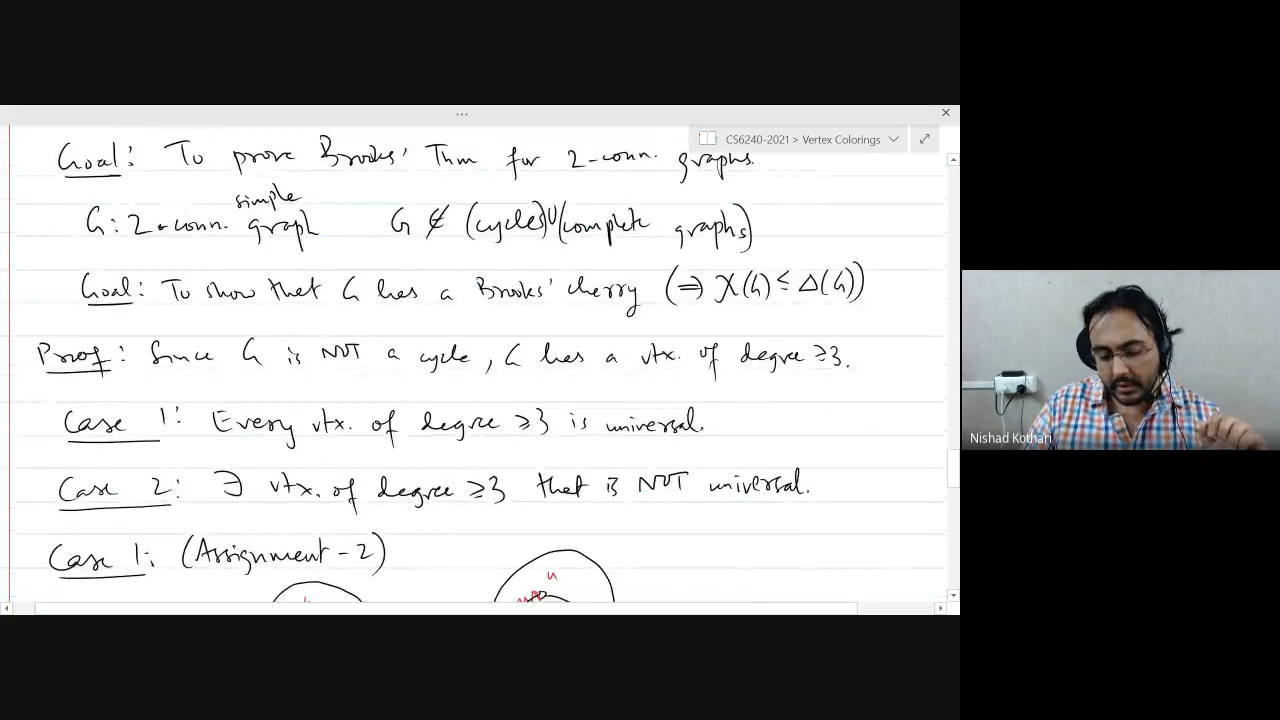 CS6240-2021 > Vertex Colorings
Goal: To prove Brooks' Thm for 2-conn. graphs.
simple
G: 2-conn. graph G ∉ (cycles) ∪ (complete graphs)
Goal: To show that G has a Brooks' cherry (⇒ χ(G) ≤ Δ(G))
Proof: Since G is NOT a cycle, G has a vtx. of degree ≥3.
Case 1: Every vtx. of degree ≥3 is universal.
Case 2: ∃ vtx. of degree ≥3 that is NOT universal.
Case 1: (Assignment-2)
u
Nishad Kothari